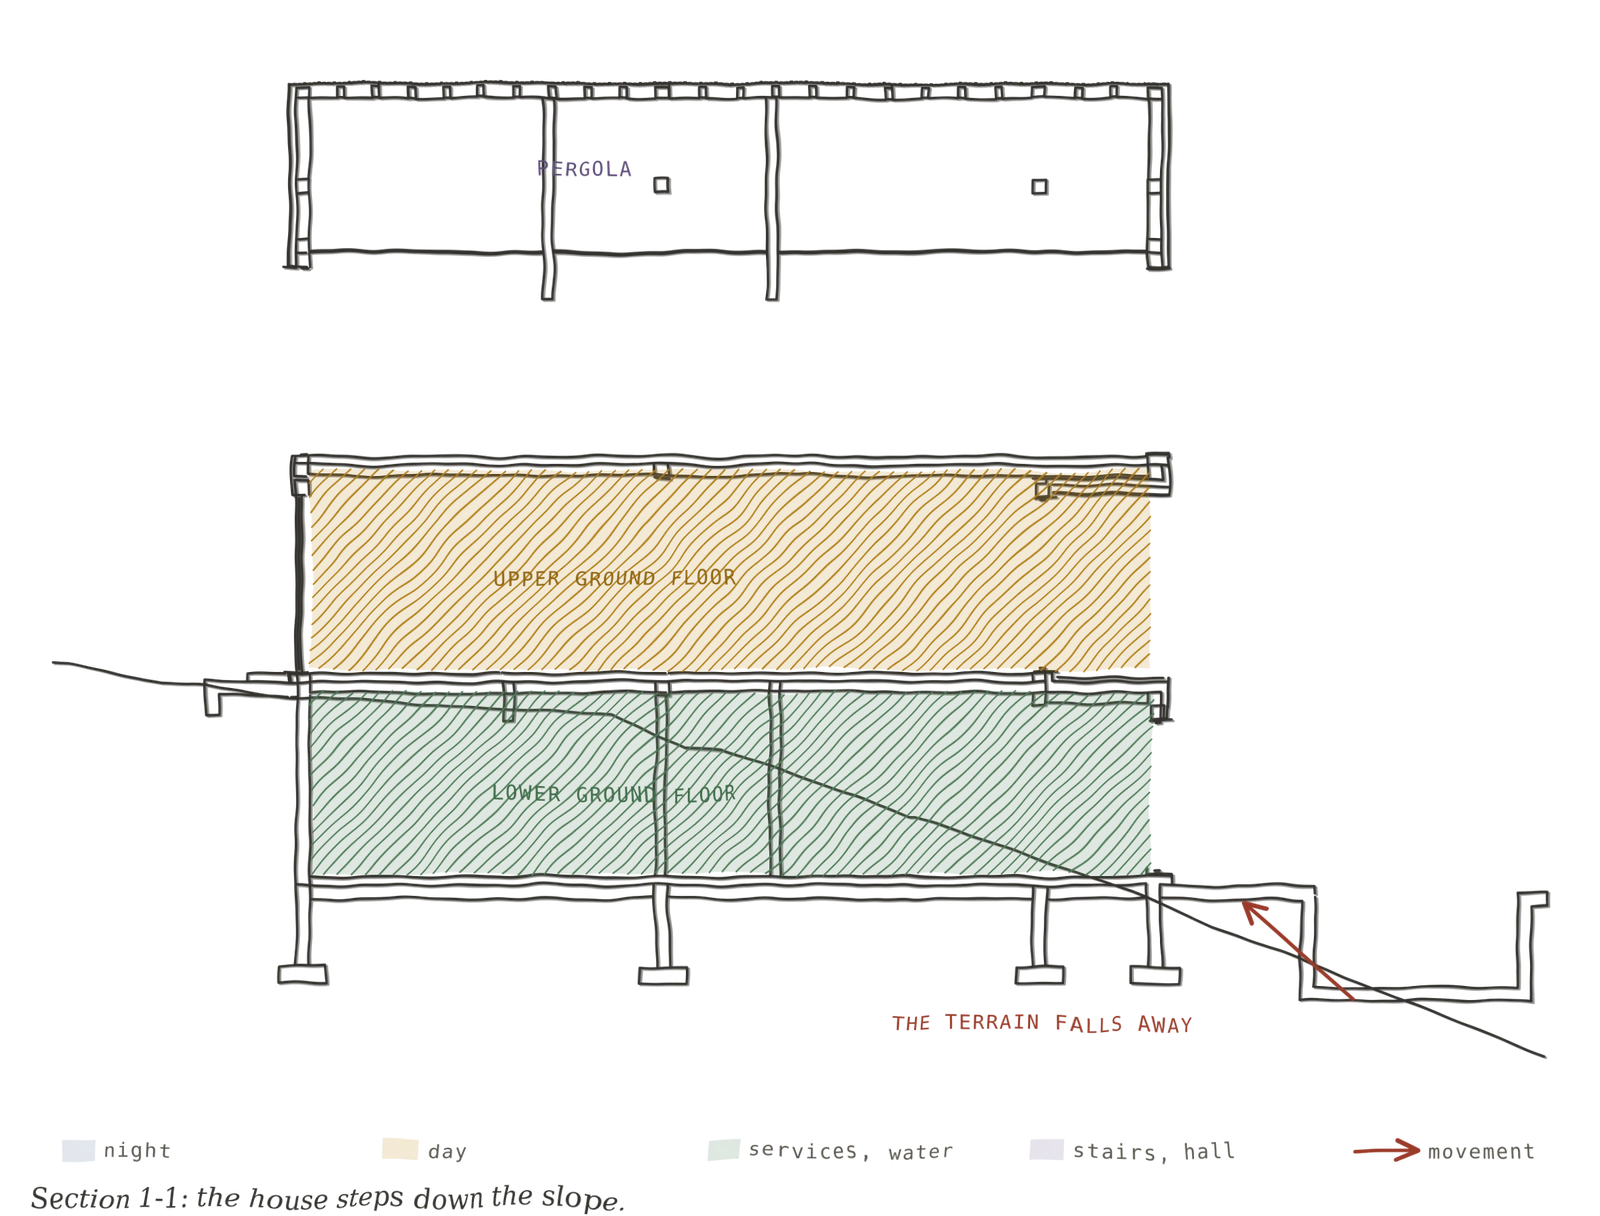 PERGOLA
UPPER GROUND FLOOR
LOWER GROUND FLOOR
THE TERRAIN FALLS AWAY
night
day
services, water
stairs, hall
movement
Section 1-1: the house steps down the slope.